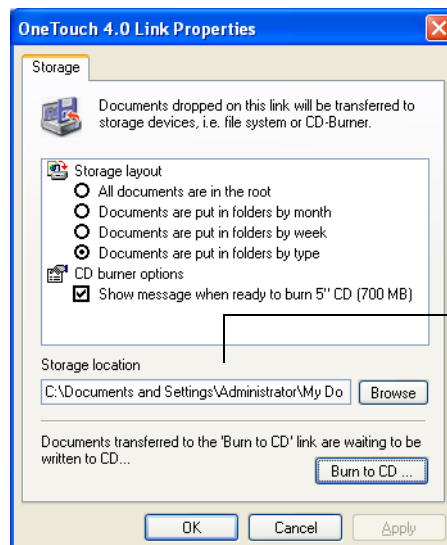 OneTouch 4.0 Link Properties
Storage
Documents dropped on this link will be transferred to
storage devices, i.e. file system or CD-Burner.
Storage layout
All documents are in the root
Documents are put in folders by month
Documents are put in folders by week
Documents are put in folders by type
CD burner options
Show message when ready to burn 5" CD (700 MB)
Storage location
C:\Documents and Settings\Administrator\My Do
Browse
Documents transferred to the 'Burn to CD' link are waiting to be
written to CD...
Burn to CD ...
OK
Cancel
Apply